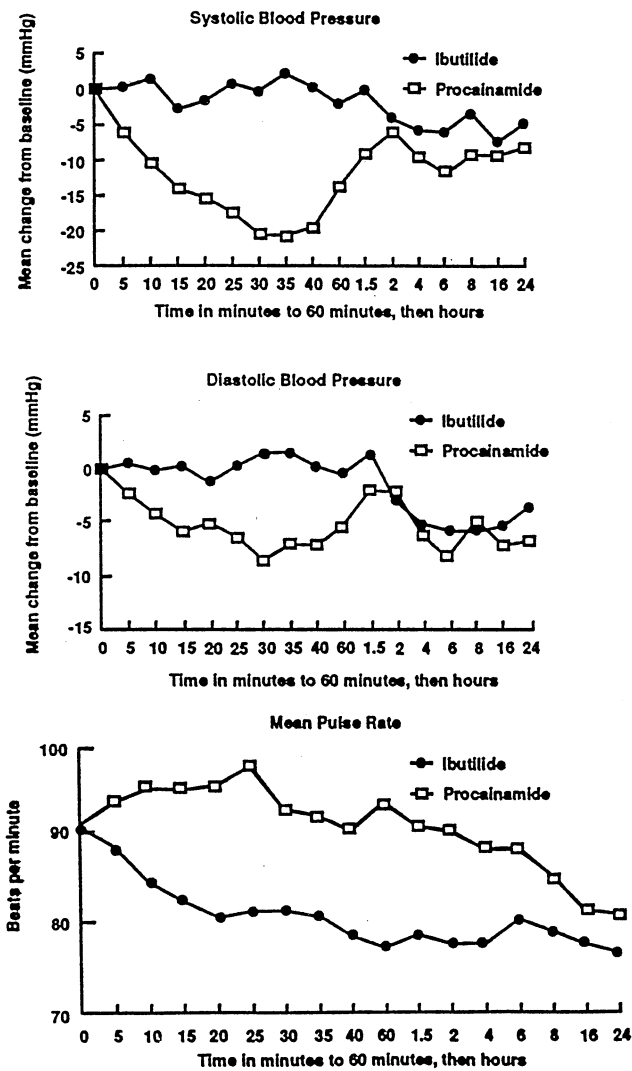 Systolic Blood Pressure
Mean change from baseline (mmHg)
5
0
-5
-10
-15
-20
-25
Ibutilide
Procainamide
0 5 10 15 20 25 30 35 40 60 1.5 2 4 6 8 16 24
Time in minutes to 60 minutes, then hours
Diastolic Blood Pressure
Mean change from baseline (mmHg)
5
0
-5
-10
-15
Ibutilide
Procainamide
0 5 10 15 20 25 30 35 40 60 1.5 2 4 6 8 16 24
Time in minutes to 60 minutes, then hours
Mean Pulse Rate
Beats per minute
100
90
80
70
Ibutilide
Procainamide
0 5 10 15 20 25 30 35 40 60 1.5 2 4 6 8 16 24
Time in minutes to 60 minutes, then hours